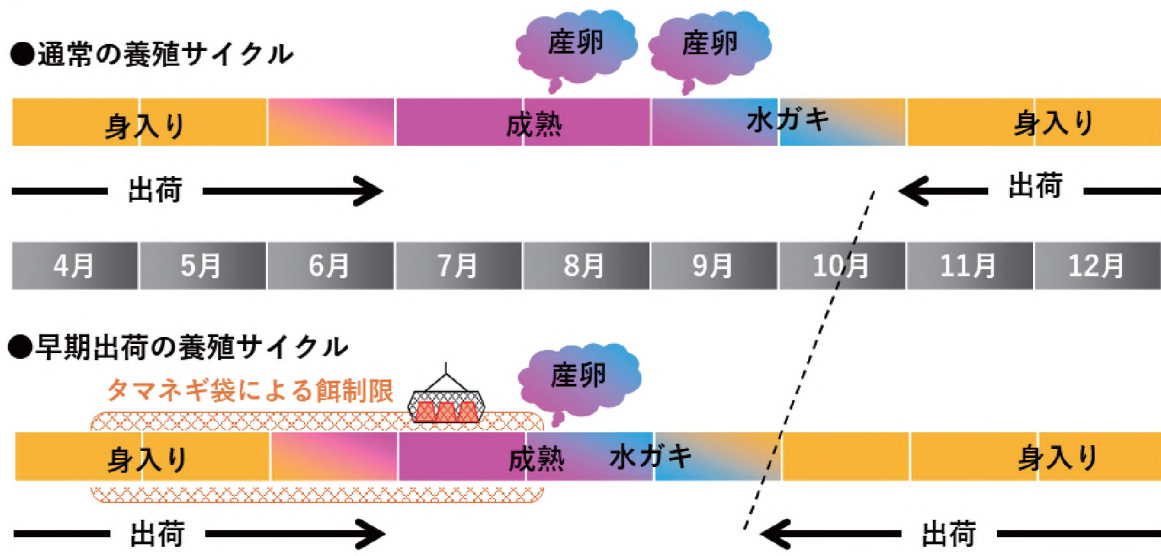 産卵 産卵
●通常の養殖サイクル
身入り 成熟 水ガキ 身入り
出荷 出荷
4月 5月 6月 7月 8月 9月 10月 11月 12月
●早期出荷の養殖サイクル
産卵
タマネギ袋による餌制限
身入り 成熟 水ガキ 身入り
出荷 出荷